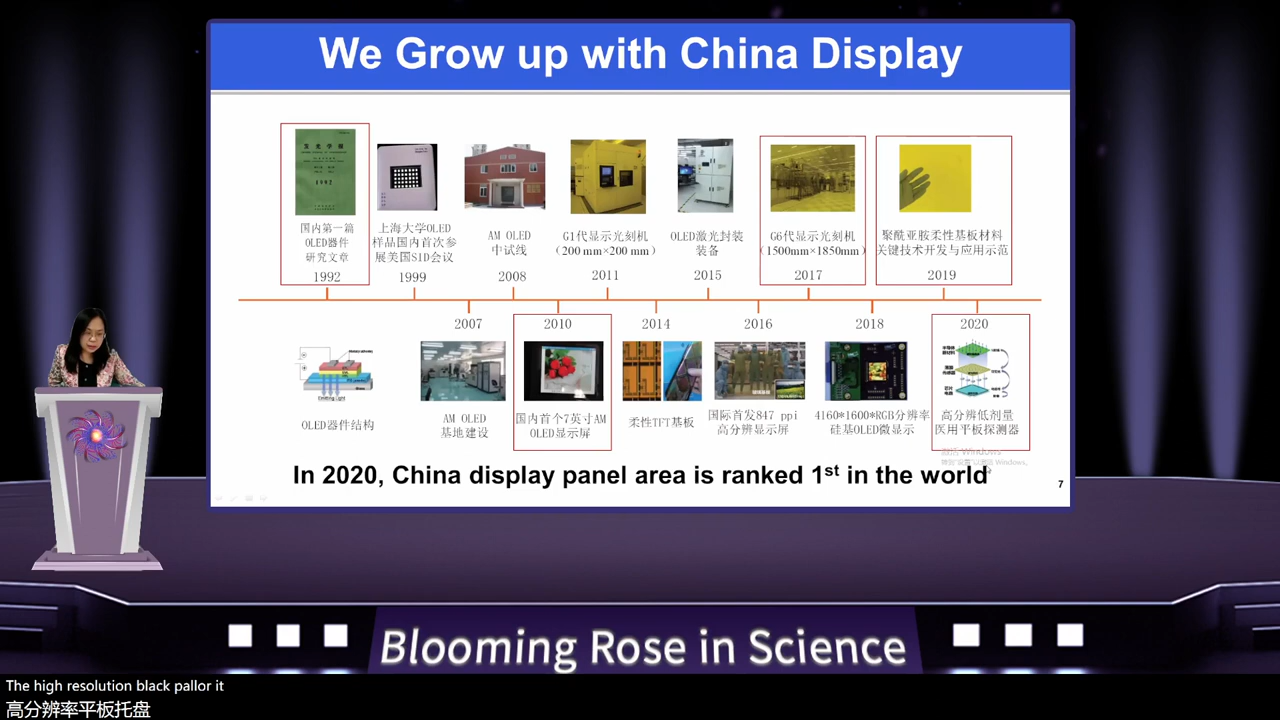 We Grow up with China Display
发光学报
1992
国内第一篇
OLED器件
研究文章
1992
上海大学OLED
样品国内首次参
展美国SID会议
1999
AM OLED
中试线
2008
G1代显示光刻机
(200 mm×200 mm)
2011
OLED激光封装
装备
2015
G6代显示光刻机
(1500mm×1850mm)
2017
聚酰亚胺柔性基板材料
关键技术开发与应用示范
2019
Emitting Light
OLED器件结构
2007
AM OLED
基地建设
2010
国内首个7英寸AM
OLED显示屏
2014
柔性TFT基板
2016
国际首发847 ppi
高分辨显示屏
2018
4160*1600*RGB分辨率
硅基OLED微显示
2020
高分辨低剂量
医用平板探测器
激活 Windows
In 2020, China display panel area is ranked 1st in the world
7
Blooming Rose in Science
The high resolution black pallor it
高分辨率平板托盘